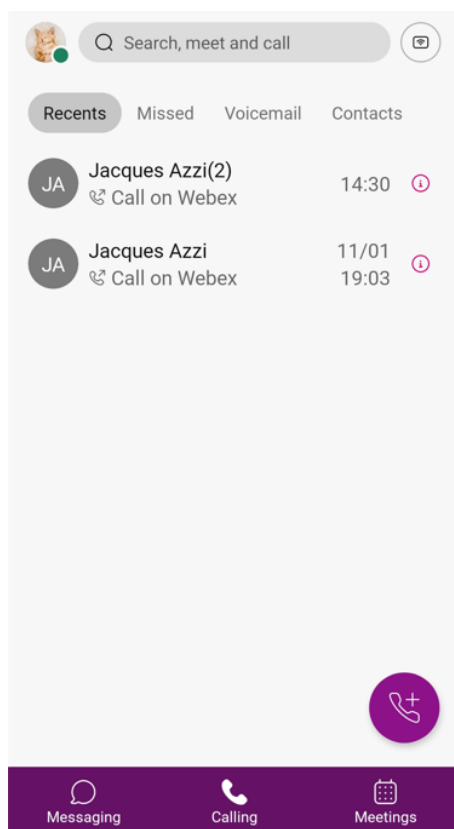 Search, meet and call
Recents Missed Voicemail Contacts
JA Jacques Azzi(2)
Call on Webex 14:30
JA Jacques Azzi 11/01
Call on Webex 19:03
Messaging Calling Meetings